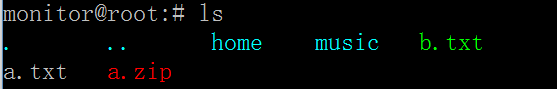 monitor@root:# ls
. .. home music b.txt
a.txt a.zip